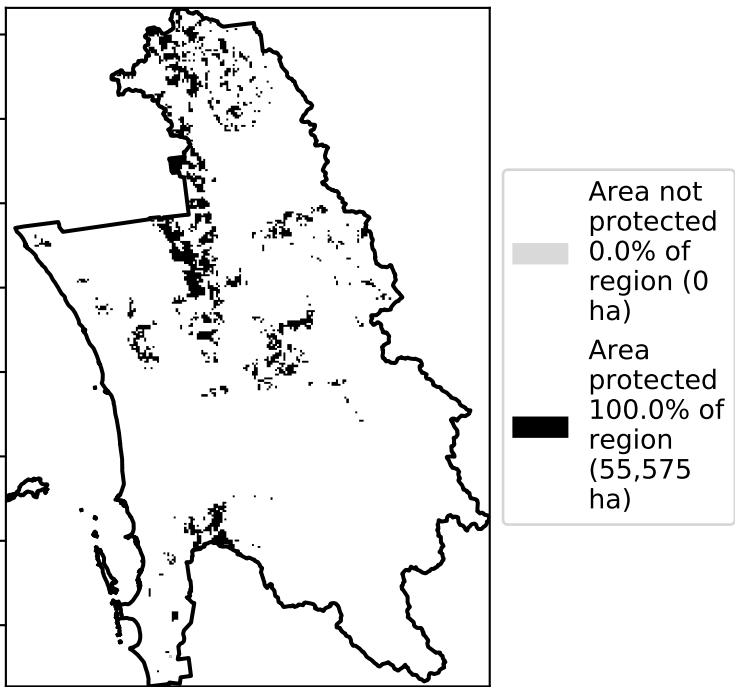 Area not
protected
0.0% of
region (0
ha)
Area
protected
100.0% of
region
(55,575
ha)